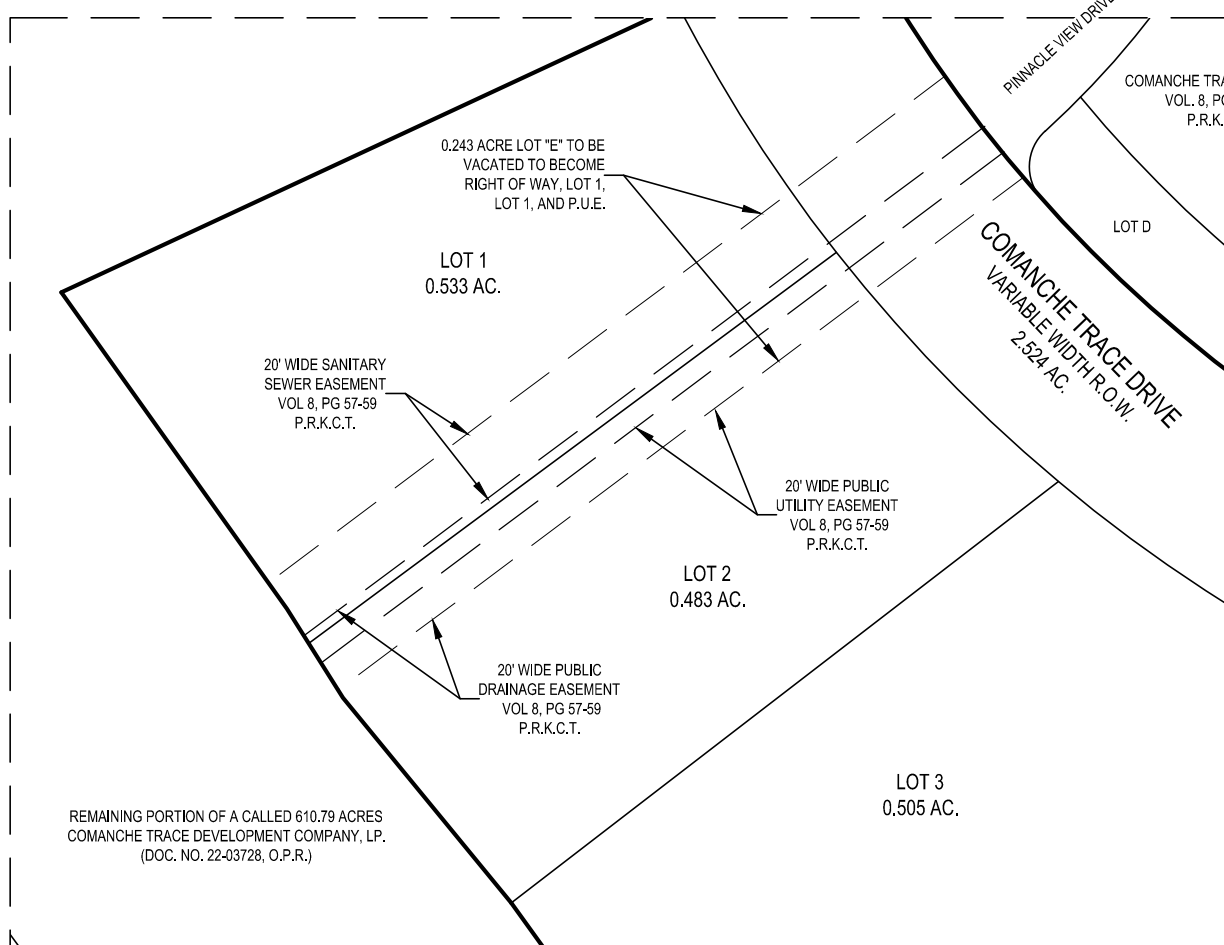 PINNACLE VIEW DRIVE
COMANCHE
VOL. 8,
P.R.K.
0.243 ACRE LOT "E" TO BE
VACATED TO BECOME
RIGHT OF WAY, LOT 1,
LOT 1, AND P.U.E.
LOT D
LOT 1
0.533 AC.
COMANCHE TRACE DRIVE
VARIABLE WIDTH R.O.W.
2.524 AC.
20' WIDE SANITARY
SEWER EASEMENT
VOL 8, PG 57-59
P.R.K.C.T.
20' WIDE PUBLIC
UTILITY EASEMENT
VOL 8, PG 57-59
P.R.K.C.T.
LOT 2
0.483 AC.
20' WIDE PUBLIC
DRAINAGE EASEMENT
VOL 8, PG 57-59
P.R.K.C.T.
LOT 3
0.505 AC.
REMAINING PORTION OF A CALLED 610.79 ACRES
COMANCHE TRACE DEVELOPMENT COMPANY, LP.
(DOC. NO. 22-03728, O.P.R.)